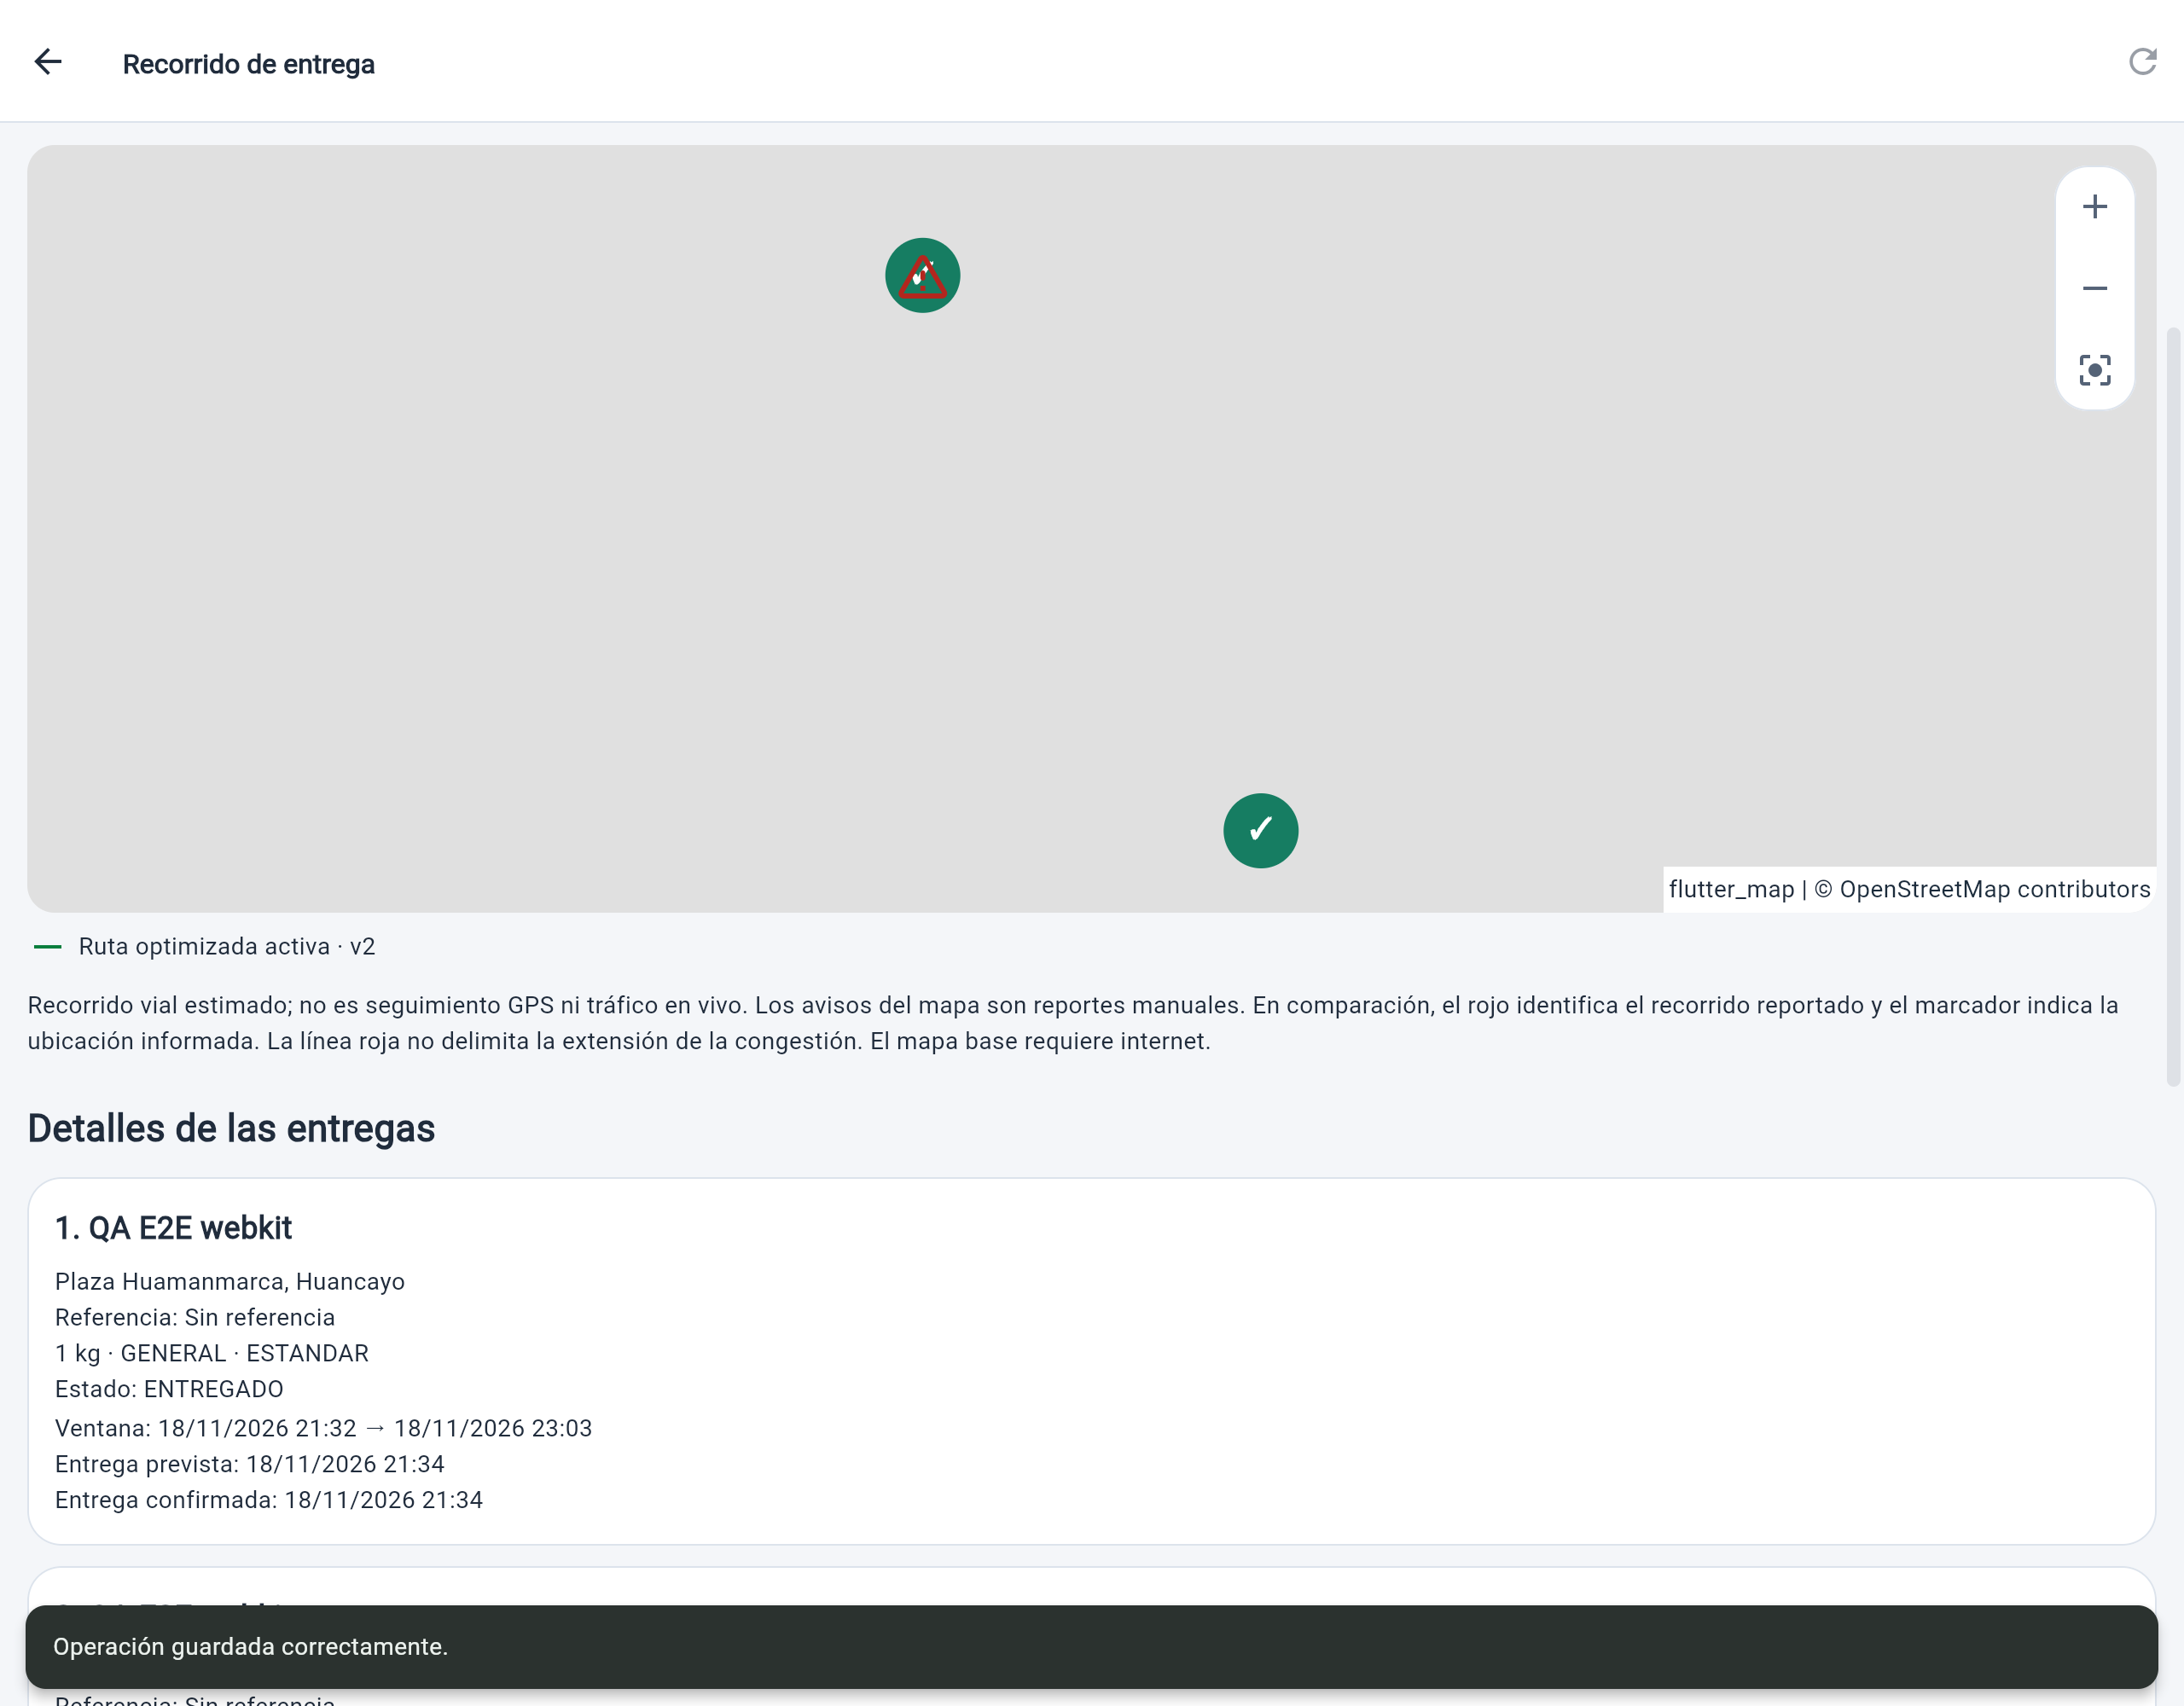 Recorrido de entrega
✓
flutter_map | © OpenStreetMap contributors
Ruta optimizada activa · v2
Recorrido vial estimado; no es seguimiento GPS ni tráfico en vivo. Los avisos del mapa son reportes manuales. En comparación, el rojo identifica el recorrido reportado y el marcador indica la
ubicación informada. La línea roja no delimita la extensión de la congestión. El mapa base requiere internet.
Detalles de las entregas
1. QA E2E webkit
Plaza Huamanmarca, Huancayo
Referencia: Sin referencia
1 kg · GENERAL · ESTANDAR
Estado: ENTREGADO
Ventana: 18/11/2026 21:32 → 18/11/2026 23:03
Entrega prevista: 18/11/2026 21:34
Entrega confirmada: 18/11/2026 21:34
Operación guardada correctamente.
Referencia: Sin referencia